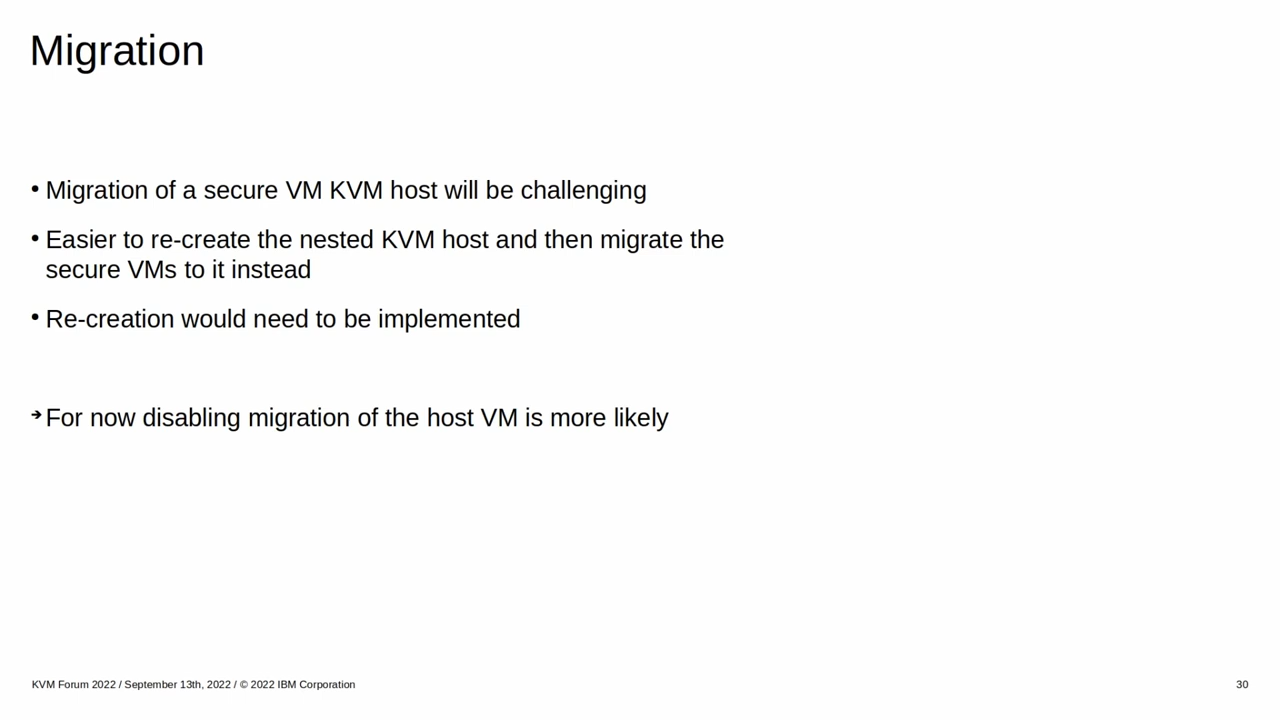 Migration
• Migration of a secure VM KVM host will be challenging
• Easier to re-create the nested KVM host and then migrate the
secure VMs to it instead
• Re-creation would need to be implemented
➔ For now disabling migration of the host VM is more likely
KVM Forum 2022 / September 13th, 2022 / © 2022 IBM Corporation
30